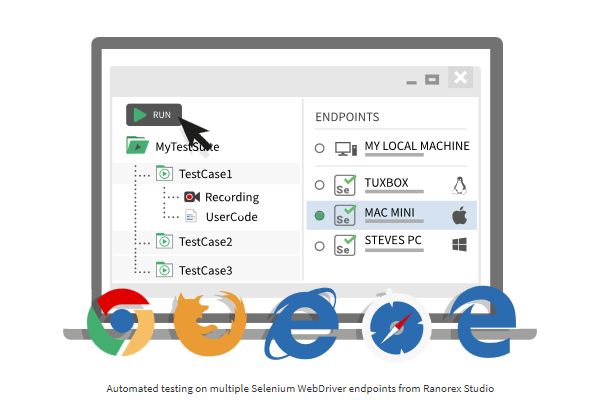 RUN
MyTestSuite
TestCase1
Recording
UserCode
TestCase2
TestCase3
ENDPOINTS
MY LOCAL MACHINE
Se TUXBOX
Se MAC MINI
Se STEVES PC
Automated testing on multiple Selenium WebDriver endpoints from Ranorex Studio